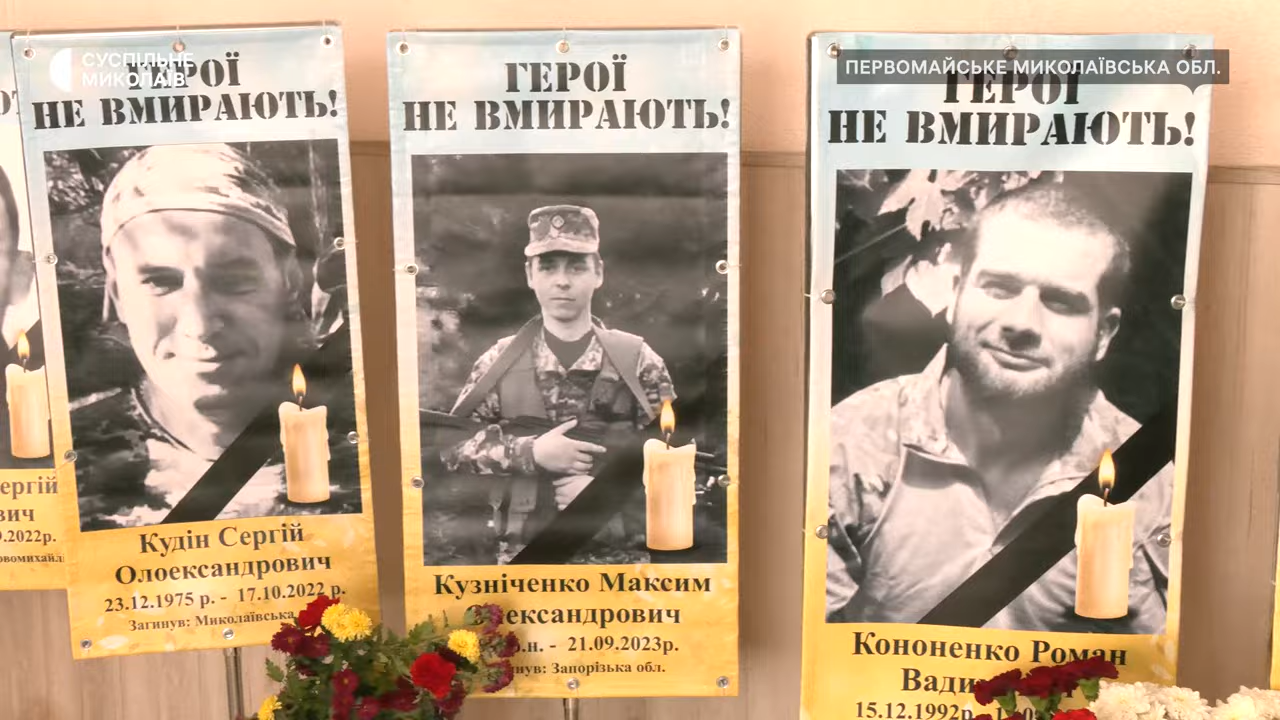 СУСПІЛЬНЕ
МИКОЛАЇВ
ПЕРВОМАЙСЬКЕ МИКОЛАЇВСЬКА ОБЛ.
ергій
вич
.2022р.
ГЕРОЇ
НЕ ВМИРАЮТЬ!
Кудін Сергій
Олоександрович
23.12.1975 р. - 17.10.2022 р.
Загинув: Миколаївська
ГЕРОЇ
НЕ ВМИРАЮТЬ!
Кузніченко Максим
лександрович
р.н. - 21.09.2023р.
инув: Запорізька обл.
ГЕРОЇ
НЕ ВМИРАЮТЬ!
Кононенко Роман
Вади
15.12.1992р.